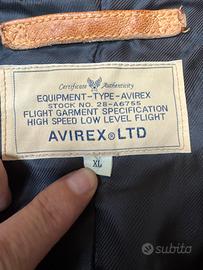 Certificate Authenticity
EQUIPMENT-TYPE-AVIREX
STOCK NO. 28-A6755
FLIGHT GARMENT SPECIFICATION
HIGH SPEED LOW LEVEL FLIGHT
AVIREX®LTD
XL
subito